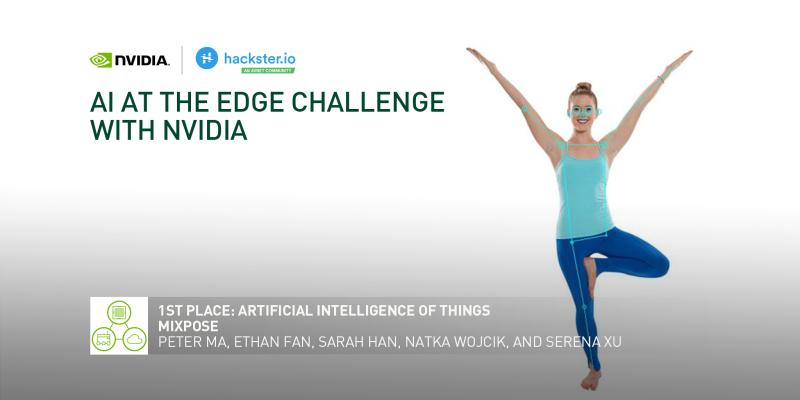 NVIDIA.
hackster.io
AN AVNET COMMUNITY
AI AT THE EDGE CHALLENGE
WITH NVIDIA
1ST PLACE: ARTIFICIAL INTELLIGENCE OF THINGS
MIXPOSE
PETER MA, ETHAN FAN, SARAH HAN, NATKA WOJCIK, AND SERENA XU